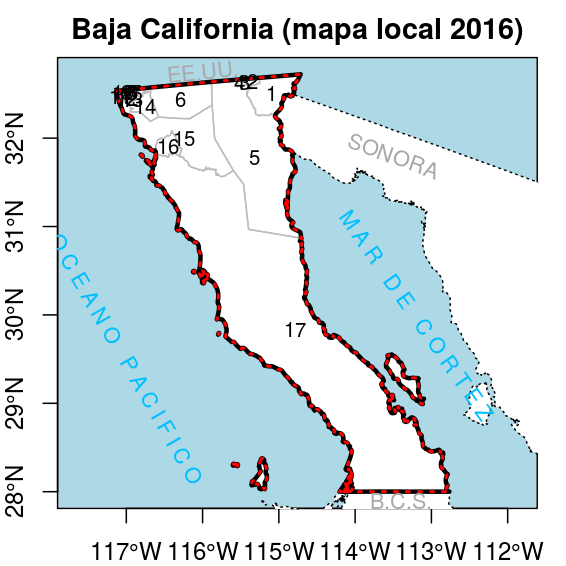 Baja California (mapa local 2016)
EE.UU.
1
6
14
15
16
5
SONORA
MAR DE CORTEZ
OCEANO PACIFICO
17
B.C.S.
32°N
31°N
30°N
29°N
28°N
117°W 116°W 115°W 114°W 113°W 112°W